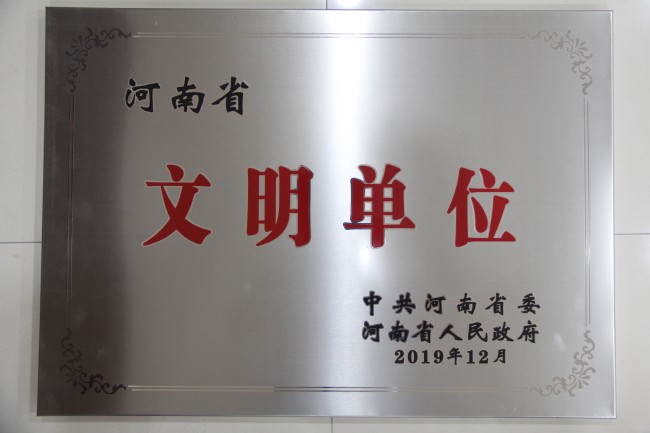 河南省
文明单位
中共河南省委
河南省人民政府
2019年12月